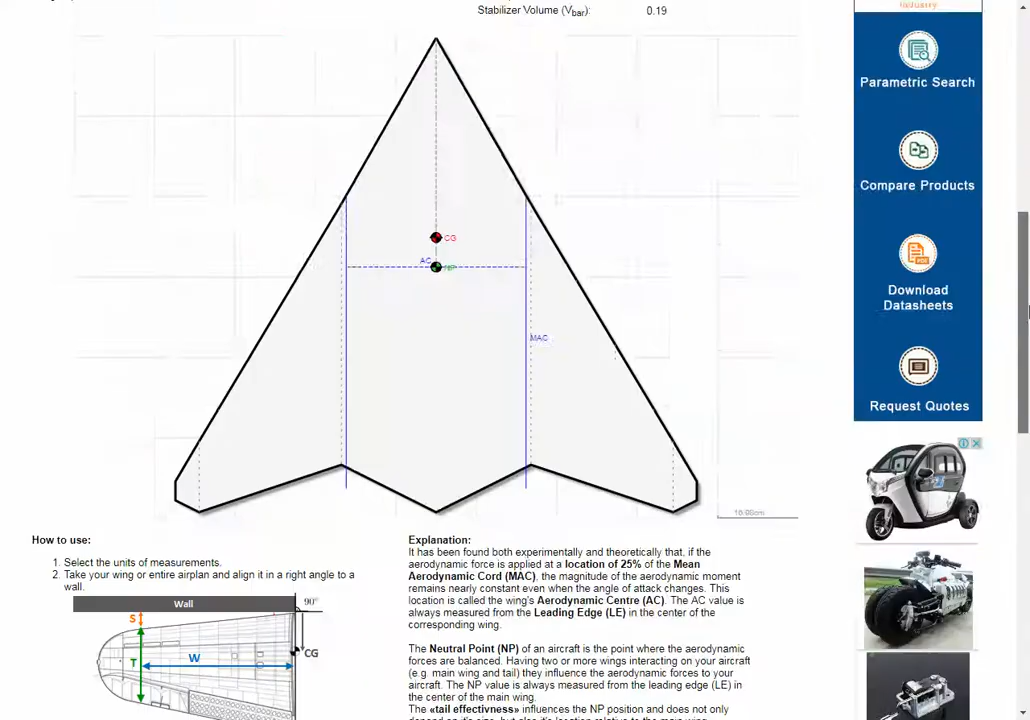 Stabilizer Volume (Vbar): 0.19
CG
AC
NP
MAC
Parametric Search
Compare Products
Download
Datasheets
Request Quotes
How to use:
1. Select the units of measurements.
2. Take your wing or entire airplan and align it in a right angle to a
wall.
Wall
90°
S
CG
W
T
Explanation:
It has been found both experimentally and theoretically that, if the
aerodynamic force is applied at a location of 25% of the Mean
Aerodynamic Cord (MAC), the magnitude of the aerodynamic moment
remains nearly constant even when the angle of attack changes. This
location is called the wing's Aerodynamic Centre (AC). The AC value is
always measured from the Leading Edge (LE) in the center of the
corresponding wing.
The Neutral Point (NP) of an aircraft is the point where the aerodynamic
forces are balanced. Having two or more wings interacting on your aircraft
(e.g. main wing and tail) they influence the aerodynamic forces to your
aircraft. The NP value is always measured from the leading edge (LE) in
the center of the main wing.
The «tail effectivness» influences the NP position and does not only